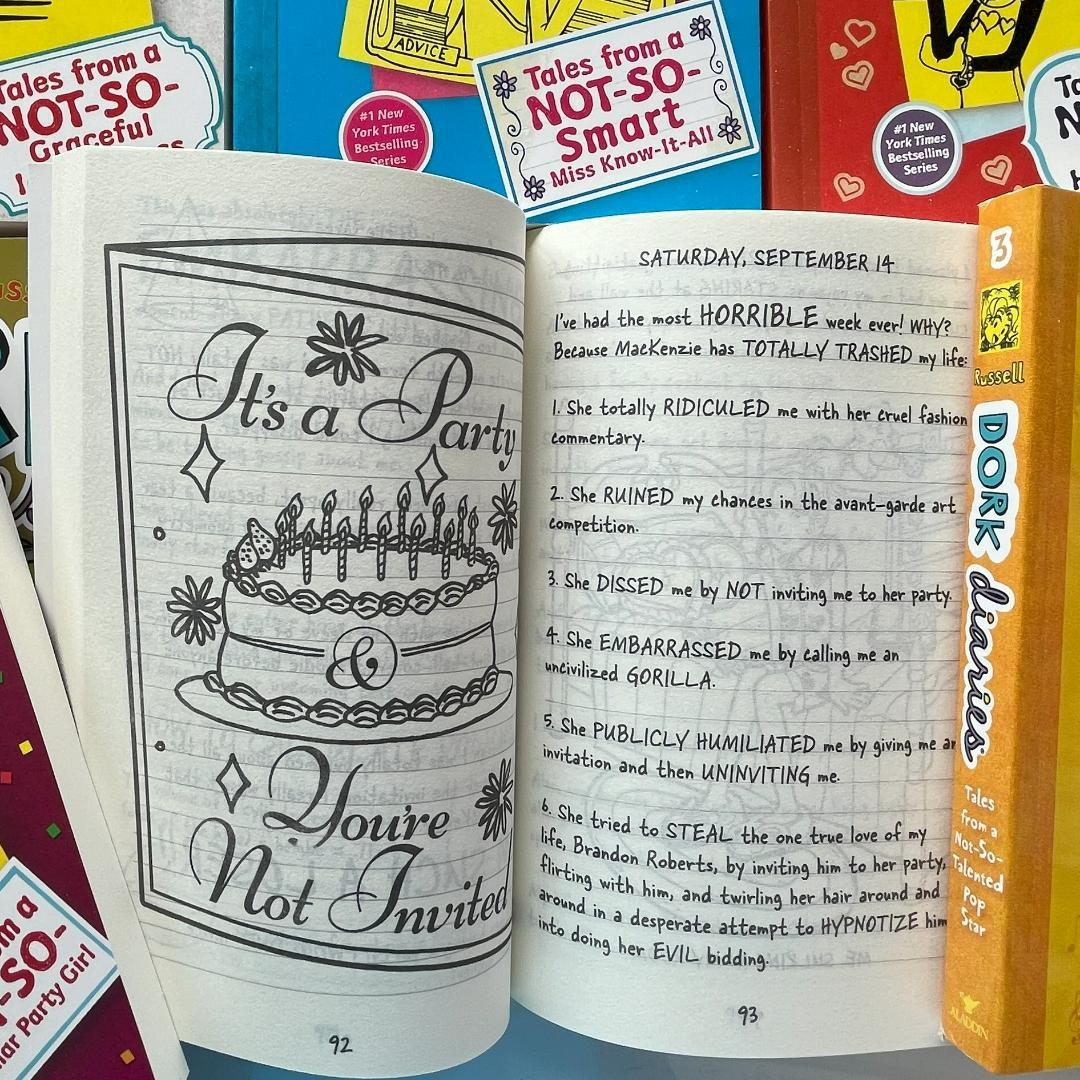 ADVICE
Tales from a
NOT-SO-
Graceful
#1 New
York Times
Bestselling
Series
Tales from a
NOT-SO-
Smart
Miss Know-It-All
#1 New
York Times
Bestselling
Series
It's a Party
&
You're
Not Invited
92
SATURDAY, SEPTEMBER 14
I've had the most HORRIBLE week ever! WHY?
Because MacKenzie has TOTALLY TRASHED my life:
1. She totally RIDICULED me with her cruel fashion
commentary.
2. She RUINED my chances in the avant-garde art
competition.
3. She DISSED me by NOT inviting me to her party.
4. She EMBARRASSED me by calling me an
uncivilized GORILLA.
5. She PUBLICLY HUMILIATED me by giving me an
invitation and then UNINVITING me.
6. She tried to STEAL the one true love of my
life, Brandon Roberts, by inviting him to her party,
flirting with him, and twirling her hair around and
around in a desperate attempt to HYPNOTIZE him
into doing her EVIL bidding.
93
3
Russell
DORK
diaries
Tales
from a
Not-So-
Talented
Pop
Star
ALADDIN
-SO-
Party Girl